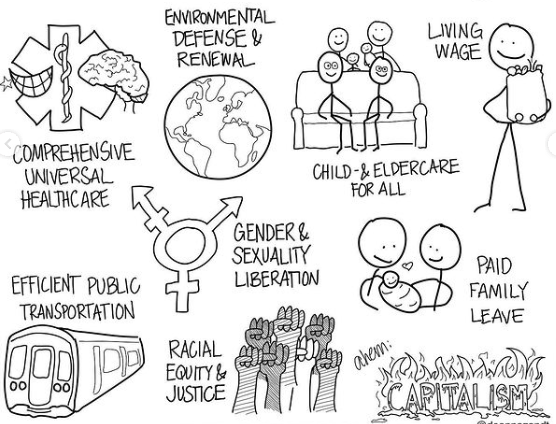 ENVIRONMENTAL
DEFENSE &
RENEWAL
LIVING
WAGE
COMPREHENSIVE
UNIVERSAL
HEALTHCARE
CHILD-& ELDERCARE
FOR ALL
GENDER &
SEXUALITY
LIBERATION
EFFICIENT PUBLIC
TRANSPORTATION
PAID
FAMILY
LEAVE
RACIAL
EQUITY &
JUSTICE
ahem:
CAPITALISM